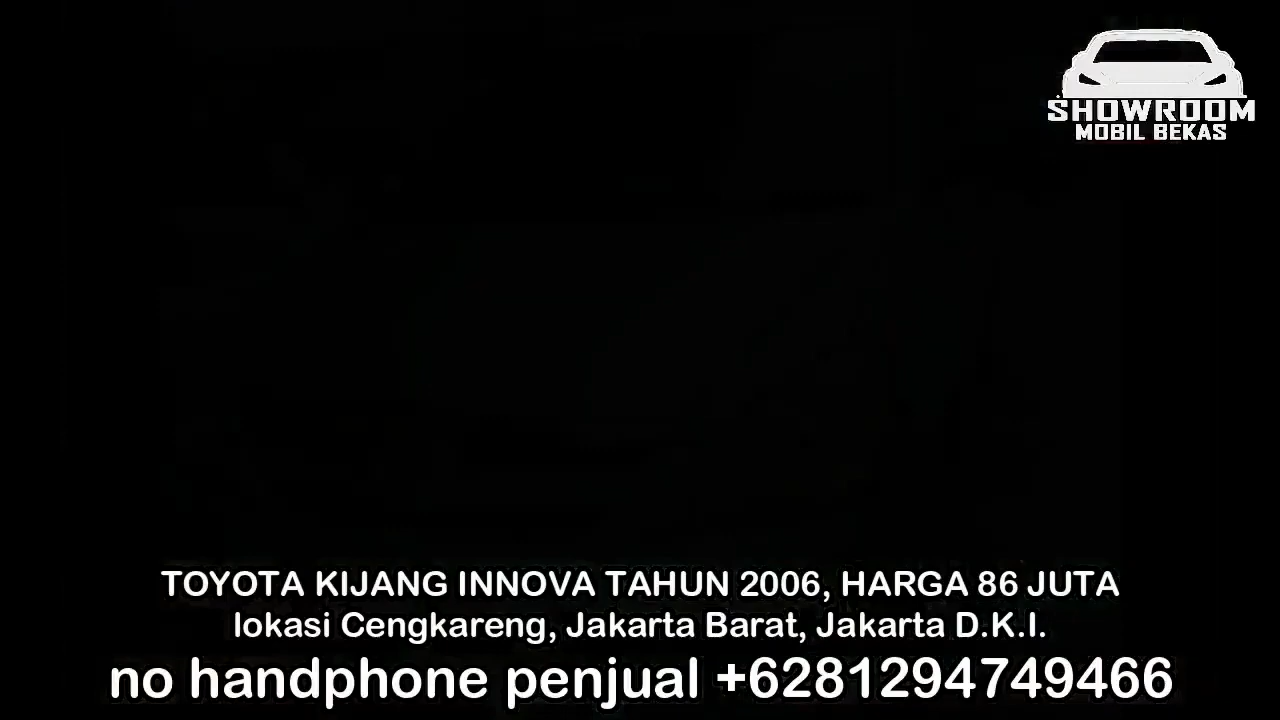 SHOWROOM
MOBIL BEKAS
TOYOTA KIJANG INNOVA TAHUN 2006, HARGA 86 JUTA
lokasi Cengkareng, Jakarta Barat, Jakarta D.K.I.
no handphone penjual +6281294749466